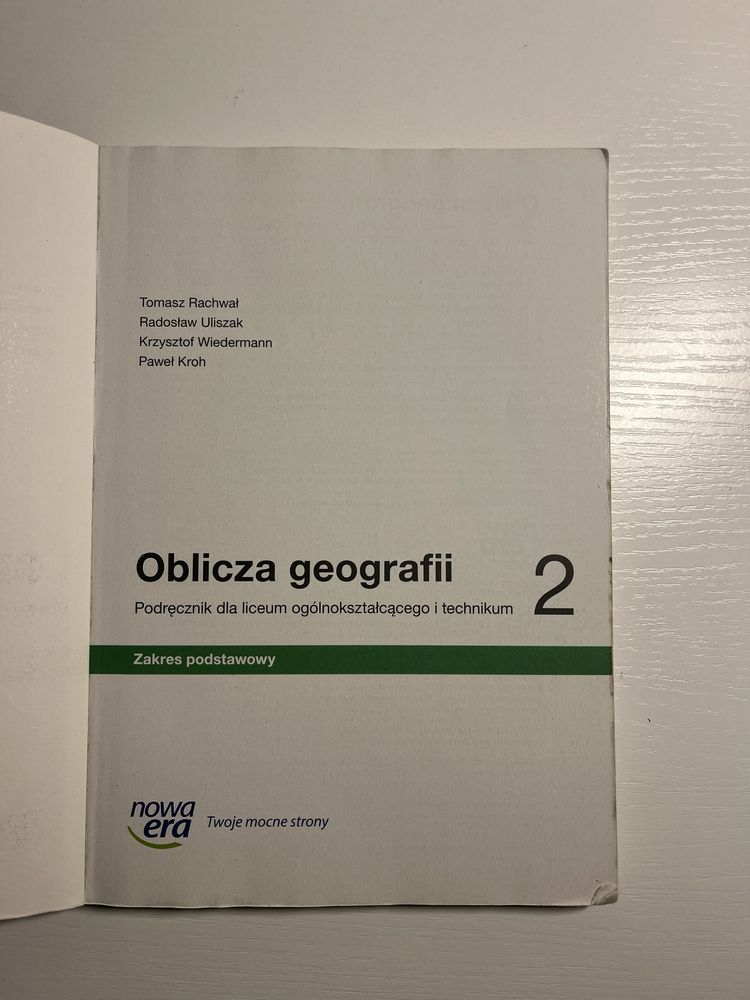 Tomasz Rachwał
Radosław Uliszak
Krzysztof Wiedermann
Paweł Kroh
Oblicza geografii 2
Podręcznik dla liceum ogólnokształcącego i technikum
Zakres podstawowy
nowa
era
Twoje mocne strony